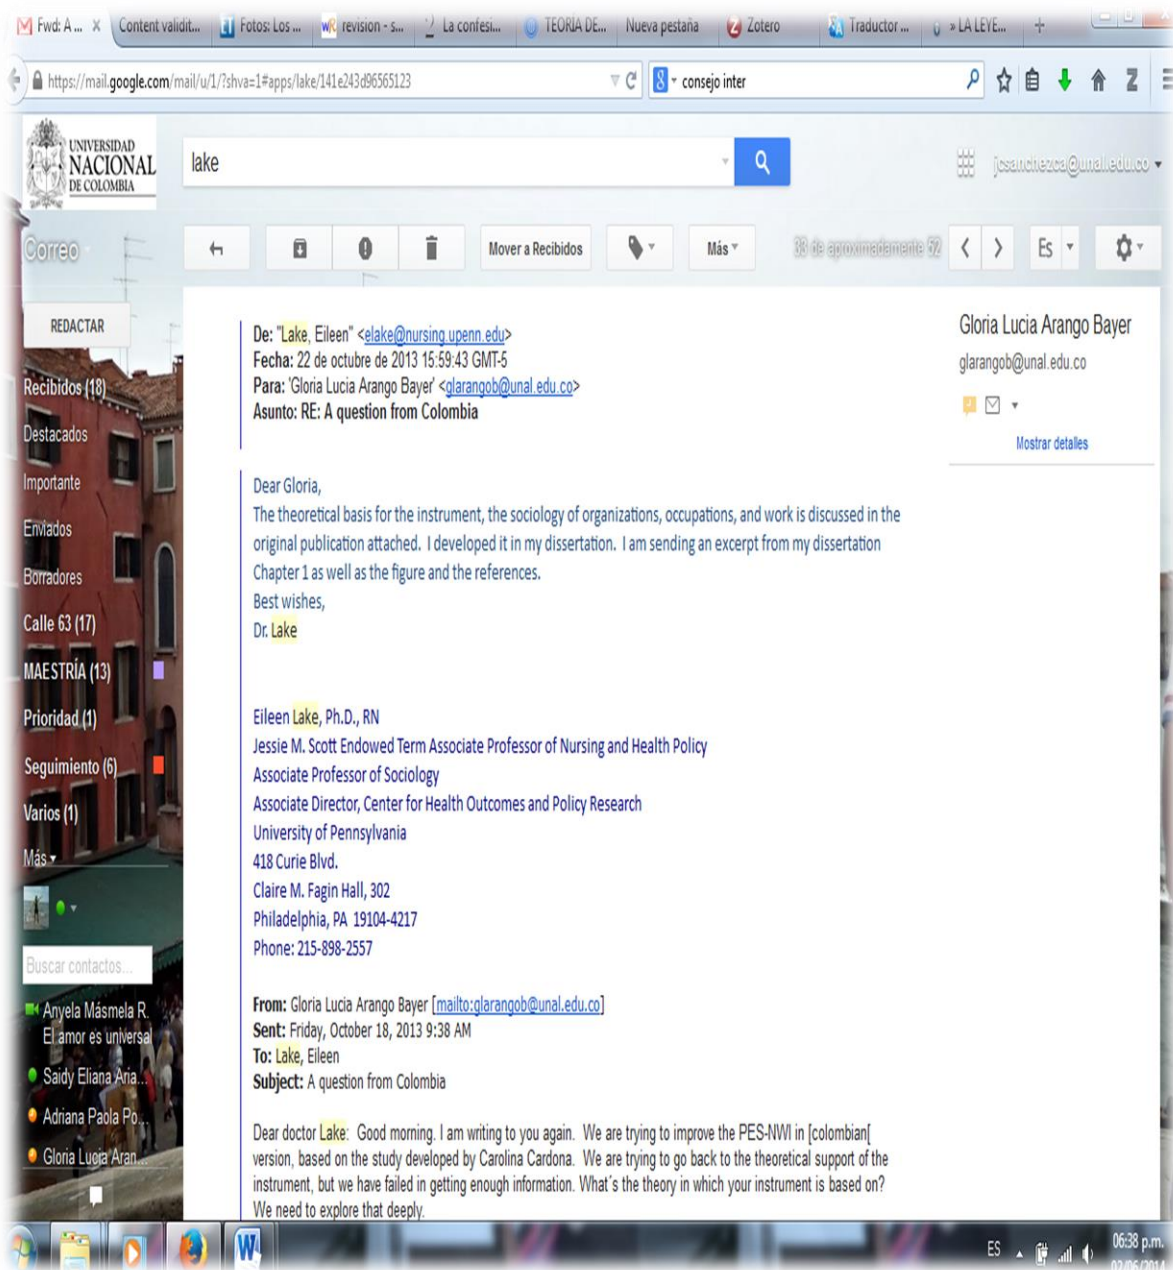 Fwd: A ...
Content validit...
Fotos: Los ...
revision - s...
La confesi...
TEORÍA DE...
Nueva pestaña
Zotero
Traductor ...
» LA LEYE...
https://mail.google.com/mail/u/1/?shva=1#apps/lake/141e243d96565123
consejo inter
UNIVERSIDAD
NACIONAL
DE COLOMBIA
lake
jcsanchezca@unal.edu.co
Correo
Mover a Recibidos
Más
33 de aproximadamente 52
Es
REDACTAR
Recibidos (18)
Destacados
Importante
Enviados
Borradores
Calle 63 (17)
MAESTRÍA (13)
Prioridad (1)
Seguimiento (6)
Varios (1)
Más
Buscar contactos...
Anyela Másmela R.
El amor es universal
Saidy Eliana Aria...
Adriana Paola Po...
Gloria Lucia Aran...
De: "Lake, Eileen" <elake@nursing.upenn.edu>
Fecha: 22 de octubre de 2013 15:59:43 GMT-5
Para: 'Gloria Lucia Arango Bayer' <glarangob@unal.edu.co>
Asunto: RE: A question from Colombia
Dear Gloria,
The theoretical basis for the instrument, the sociology of organizations, occupations, and work is discussed in the
original publication attached.  I developed it in my dissertation.  I am sending an excerpt from my dissertation
Chapter 1 as well as the figure and the references.
Best wishes,
Dr. Lake
Eileen Lake, Ph.D., RN
Jessie M. Scott Endowed Term Associate Professor of Nursing and Health Policy
Associate Professor of Sociology
Associate Director, Center for Health Outcomes and Policy Research
University of Pennsylvania
418 Curie Blvd.
Claire M. Fagin Hall, 302
Philadelphia, PA  19104-4217
Phone: 215-898-2557
From: Gloria Lucia Arango Bayer [mailto:glarangob@unal.edu.co]
Sent: Friday, October 18, 2013 9:38 AM
To: Lake, Eileen
Subject: A question from Colombia
Dear doctor Lake:  Good morning. I am writing to you again.  We are trying to improve the PES-NWI in [colombian[
version, based on the study developed by Carolina Cardona.  We are trying to go back to the theoretical support of the
instrument, but we have failed in getting enough information. What´s the theory in which your instrument is based on?
We need to explore that deeply.
Gloria Lucia Arango Bayer
glarangob@unal.edu.co
Mostrar detalles
ES
06:38 p.m.
02/06/2014